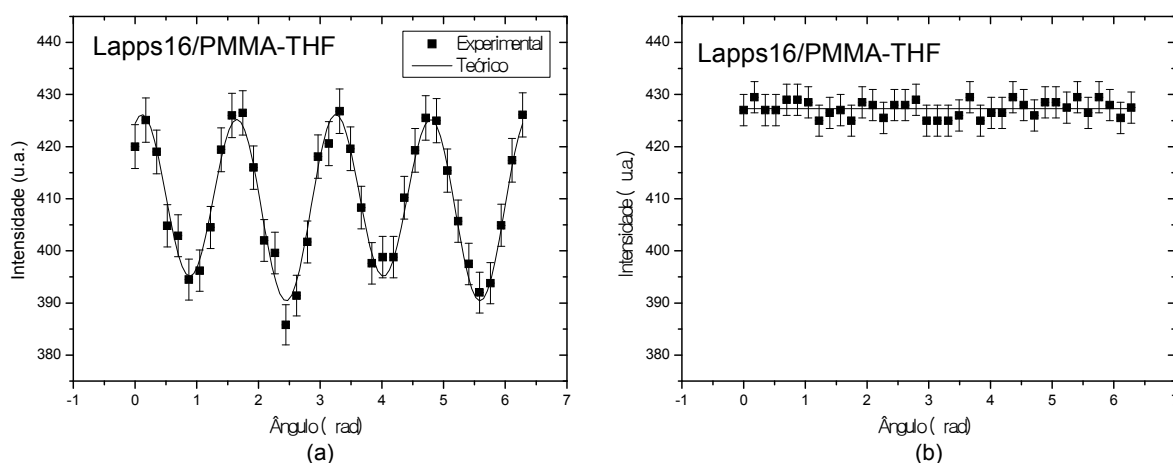 Lapps16/PMMA-THF
Experimental
Teórico
Intensidade (u.a.)
440
430
420
410
400
390
380
-1 0 1 2 3 4 5 6 7
Ângulo ( rad)
(a)
Lapps16/PMMA-THF
Intensidade ( u.a.)
440
430
420
410
400
390
380
-1 0 1 2 3 4 5 6
Ângulo ( rad)
(b)